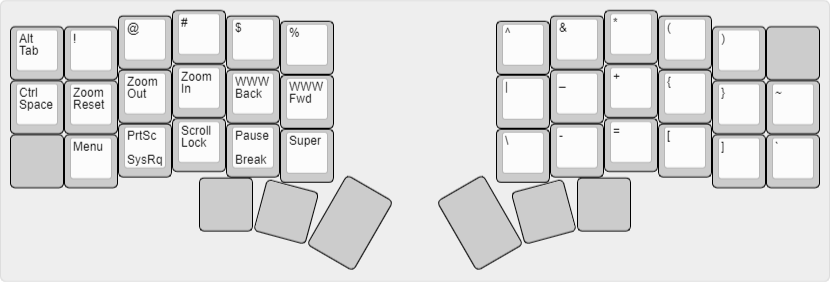 Alt
Tab
!
@
#
$
%
^
&
*
(
)
Ctrl
Space
Zoom
Reset
Zoom
Out
Zoom
In
WWW
Back
WWW
Fwd
|
_
+
{
}
~
Menu
PrtSc
SysRq
Scroll
Lock
Pause
Break
Super
\
-
=
[
]
`